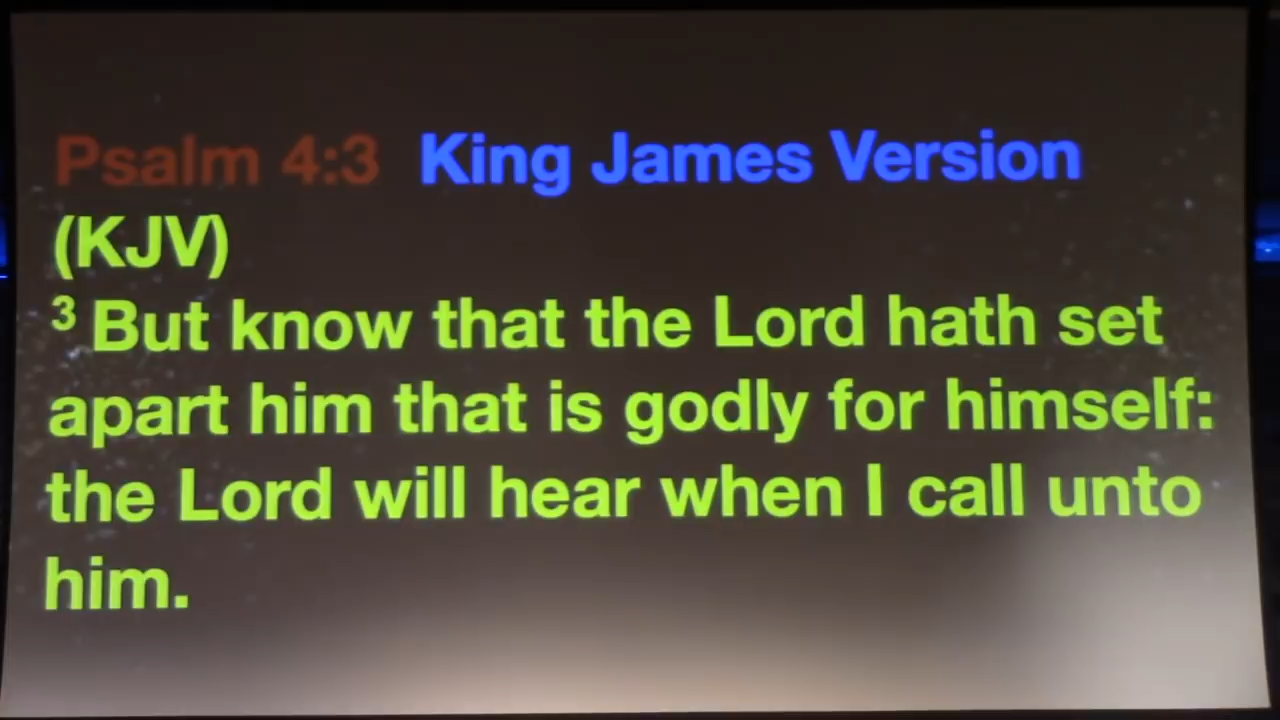 Psalm 4:3 King James Version
(KJV)
3 But know that the Lord hath set
apart him that is godly for himself:
the Lord will hear when I call unto
him.